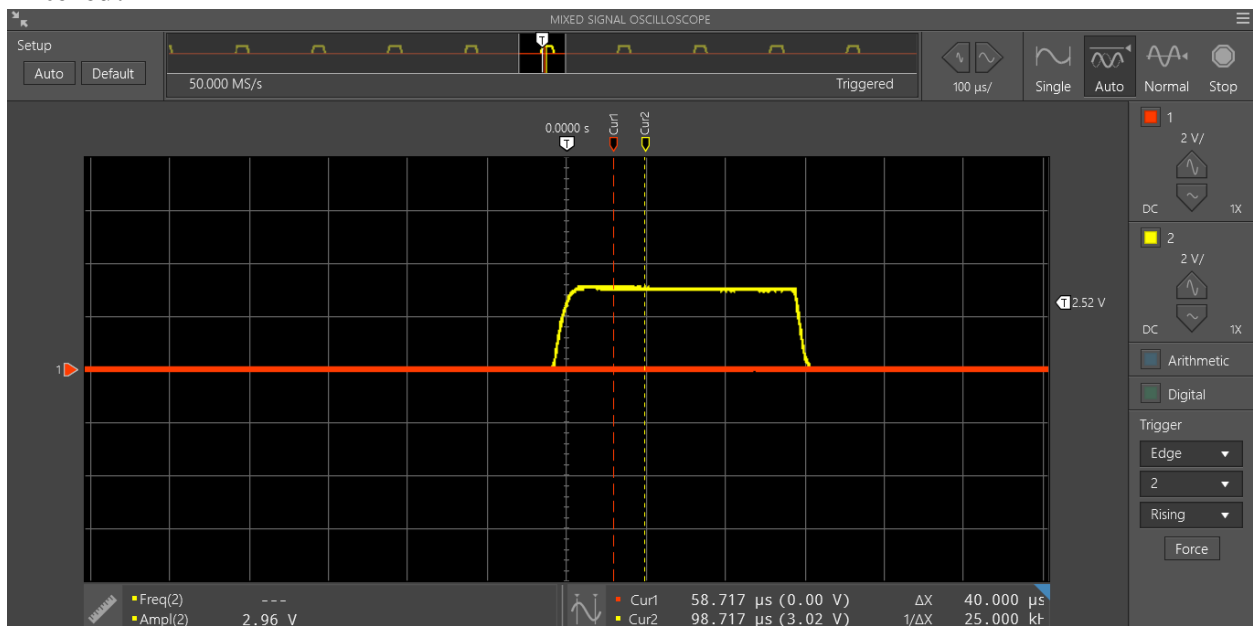 MIXED SIGNAL OSCILLOSCOPE
Setup
Auto Default
50.000 MS/s Triggered
100 µs/
Single Auto Normal Stop
0.0000 s Cur1 Cur2
T
T
1
2 V/
DC 1X
2
2 V/
DC 1X
T 2.52 V
1
Arithmetic
Digital
Trigger
Edge
2
Rising
Force
Freq(2) ---
Ampl(2) 2.96 V
Cur1 58.717 µs (0.00 V) ΔX 40.000 µs
Cur2 98.717 µs (3.02 V) 1/ΔX 25.000